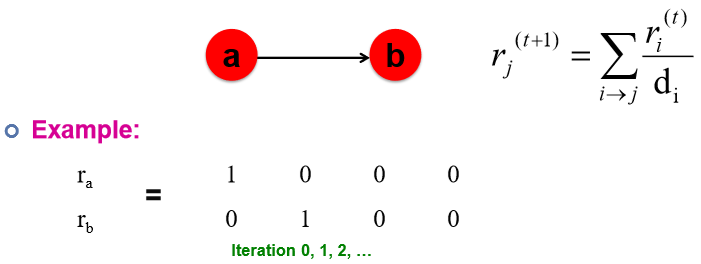 a b
r_j^(t+1) = ∑_{i→j} r_i^(t) / d_i
Example:
r_a = 1 0 0 0
r_b 0 1 0 0
Iteration 0, 1, 2, ...